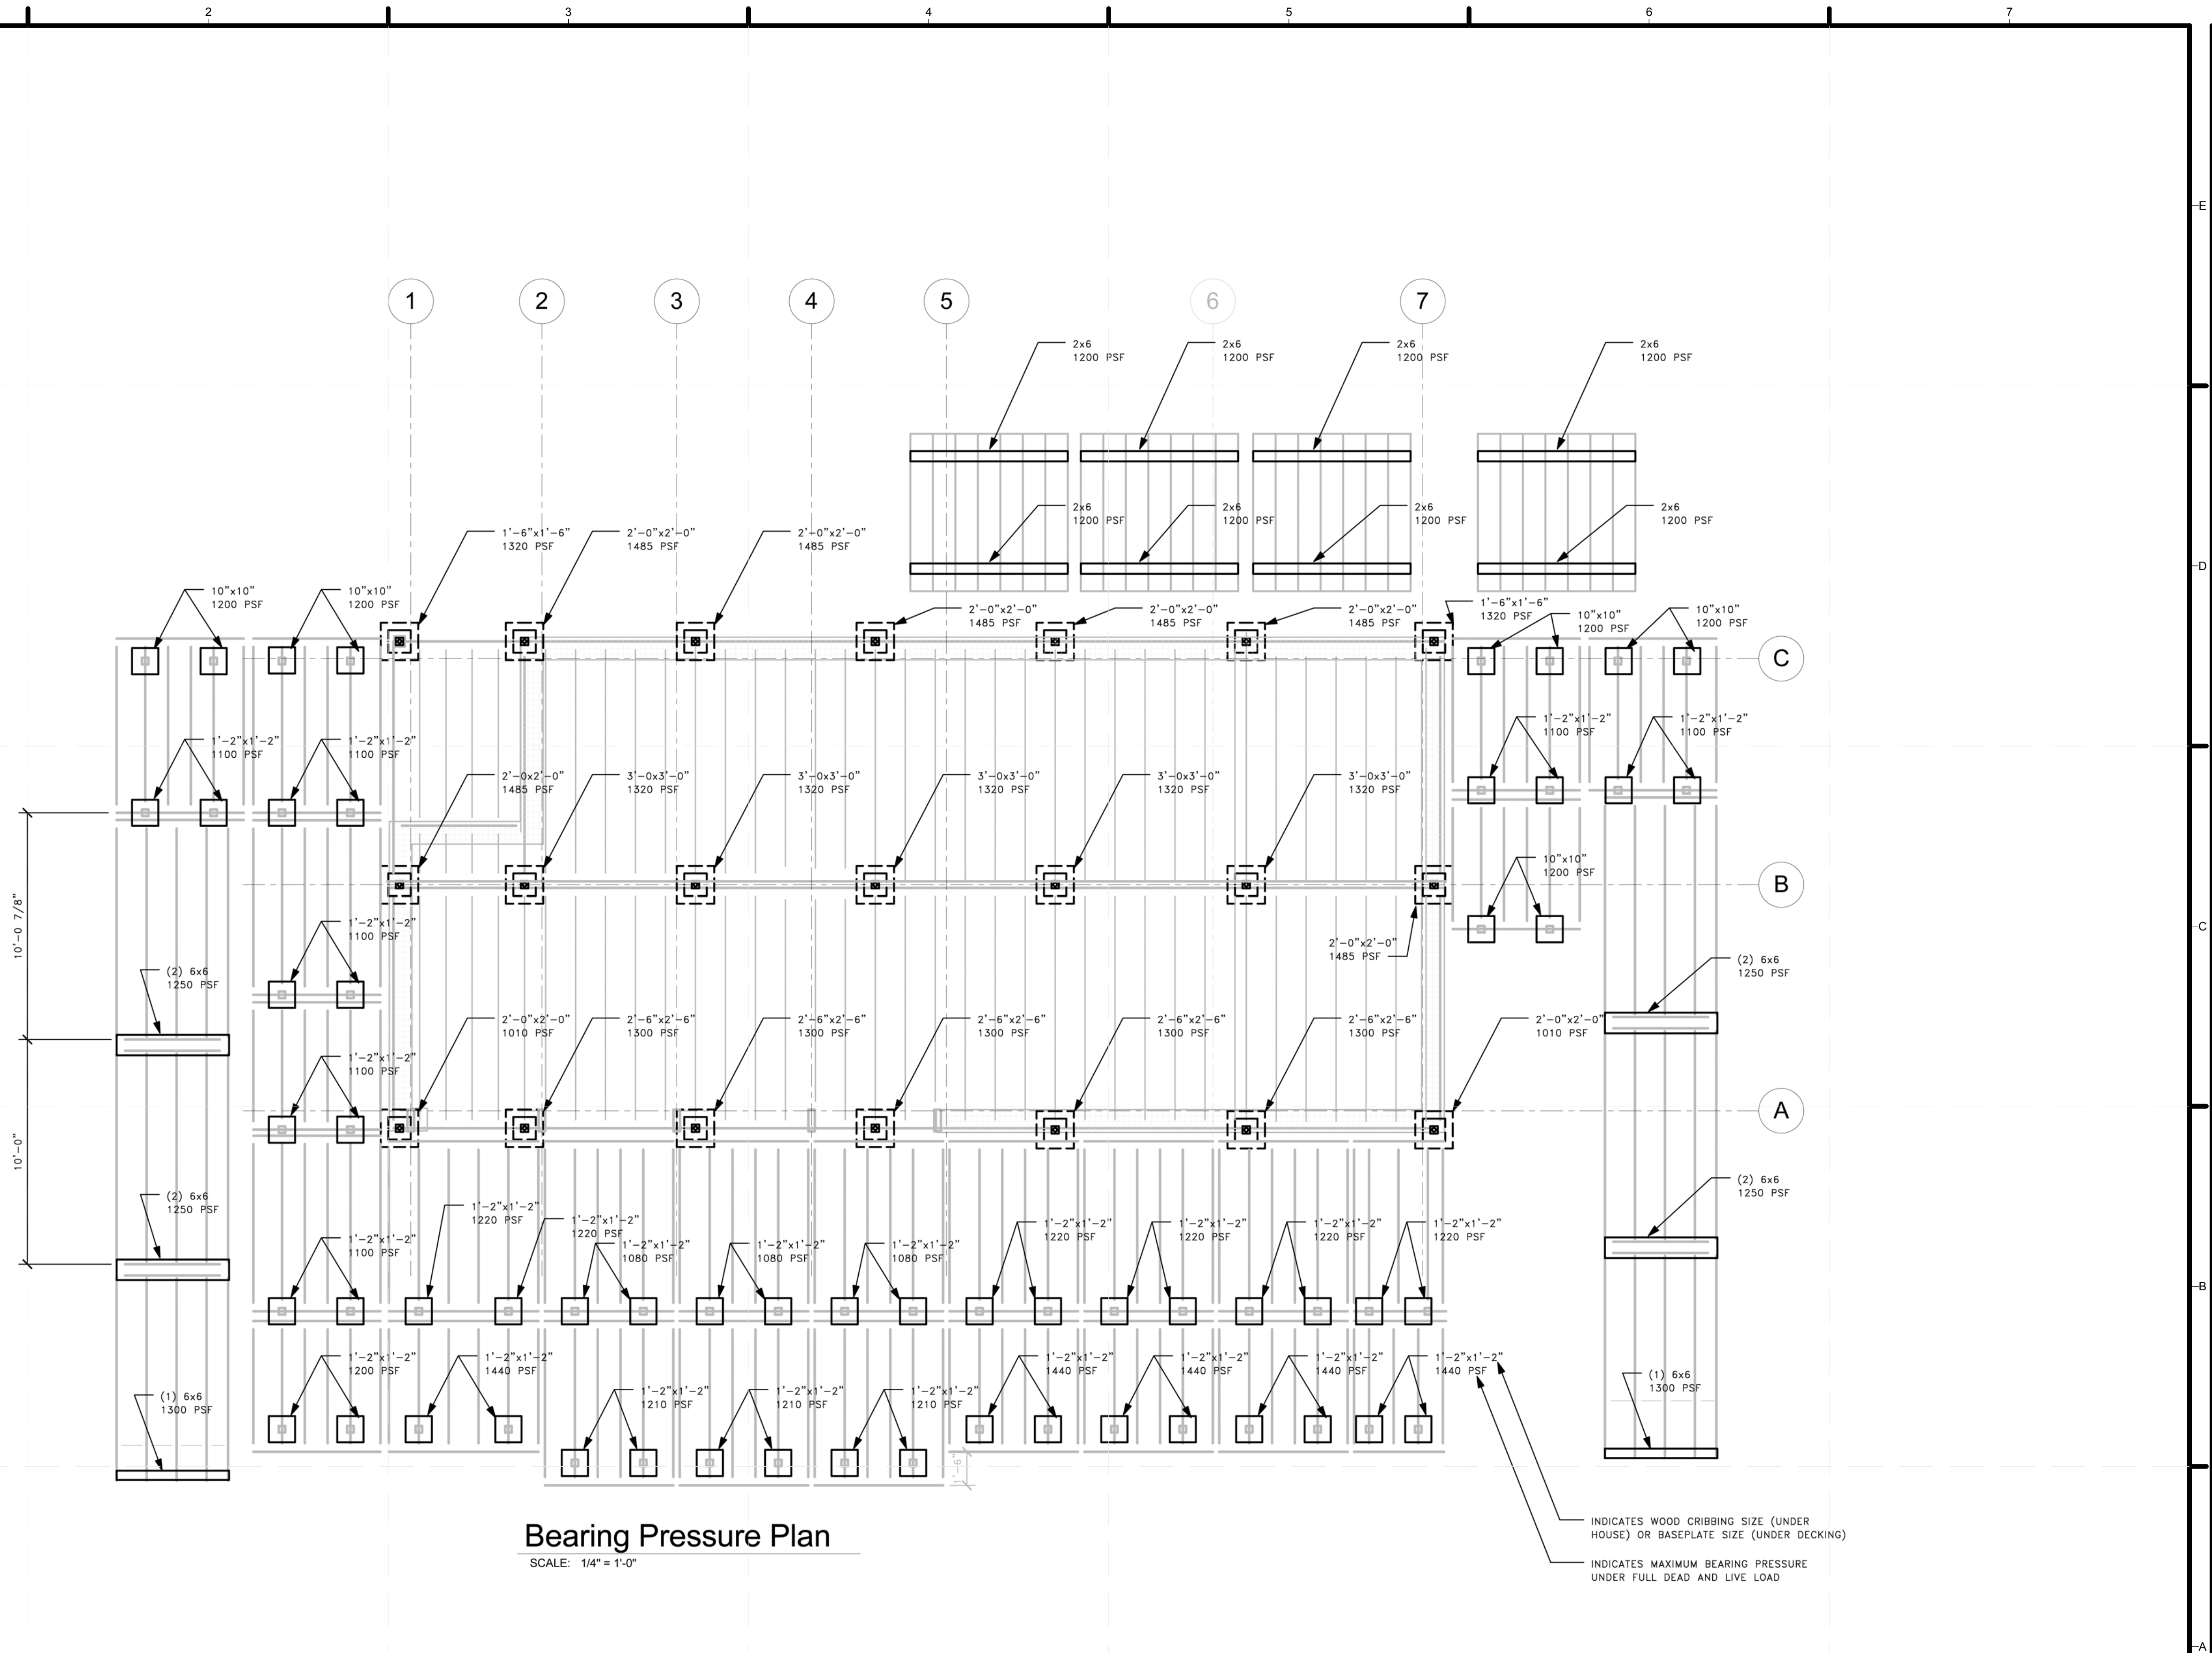 2
3
4
5
6
7
E
1
2
3
4
5
6
7
2x6
1200 PSF
2x6
1200 PSF
2x6
1200 PSF
2x6
1200 PSF
2x6
1200 PSF
2x6
1200 PSF
2x6
1200 PSF
2x6
1200 PSF
1'-6"x1'-6"
1320 PSF
2'-0"x2'-0"
1485 PSF
2'-0"x2'-0"
1485 PSF
D
10"x10"
1200 PSF
10"x10"
1200 PSF
2'-0"x2'-0"
1485 PSF
2'-0"x2'-0"
1485 PSF
2'-0"x2'-0"
1485 PSF
1'-6"x1'-6"
1320 PSF
10"x10"
1200 PSF
10"x10"
1200 PSF
C
1'-2"x1'-2"
1100 PSF
1'-2"x1'-2"
1100 PSF
1'-2"x1'-2"
1100 PSF
1'-2"x1'-2"
1100 PSF
2'-0x2'-0"
1485 PSF
3'-0x3'-0"
1320 PSF
3'-0x3'-0"
1320 PSF
3'-0x3'-0"
1320 PSF
3'-0x3'-0"
1320 PSF
3'-0x3'-0"
1320 PSF
10"x10"
1200 PSF
B
10'-0 7/8"
1'-2"x1'-2"
1100 PSF
2'-0"x2'-0"
1485 PSF
C
(2) 6x6
1250 PSF
(2) 6x6
1250 PSF
2'-0"x2'-0"
1010 PSF
2'-6"x2'-6"
1300 PSF
2'-6"x2'-6"
1300 PSF
2'-6"x2'-6"
1300 PSF
2'-6"x2'-6"
1300 PSF
2'-6"x2'-6"
1300 PSF
2'-0"x2'-0"
1010 PSF
1'-2"x1'-2"
1100 PSF
A
10'-0"
(2) 6x6
1250 PSF
(2) 6x6
1250 PSF
1'-2"x1'-2"
1100 PSF
1'-2"x1'-2"
1220 PSF
1'-2"x1'-2"
1220 PSF
1'-2"x1'-2"
1080 PSF
1'-2"x1'-2"
1080 PSF
1'-2"x1'-2"
1080 PSF
1'-2"x1'-2"
1220 PSF
1'-2"x1'-2"
1220 PSF
1'-2"x1'-2"
1220 PSF
1'-2"x1'-2"
1220 PSF
B
(1) 6x6
1300 PSF
1'-2"x1'-2"
1200 PSF
1'-2"x1'-2"
1440 PSF
1'-2"x1'-2"
1210 PSF
1'-2"x1'-2"
1210 PSF
1'-2"x1'-2"
1210 PSF
1'-2"x1'-2"
1440 PSF
1'-2"x1'-2"
1440 PSF
1'-2"x1'-2"
1440 PSF
1'-2"x1'-2"
1440 PSF
(1) 6x6
1300 PSF
1'-6"
Bearing Pressure Plan
SCALE: 1/4" = 1'-0"
INDICATES WOOD CRIBBING SIZE (UNDER
HOUSE) OR BASEPLATE SIZE (UNDER DECKING)
INDICATES MAXIMUM BEARING PRESSURE
UNDER FULL DEAD AND LIVE LOAD
A